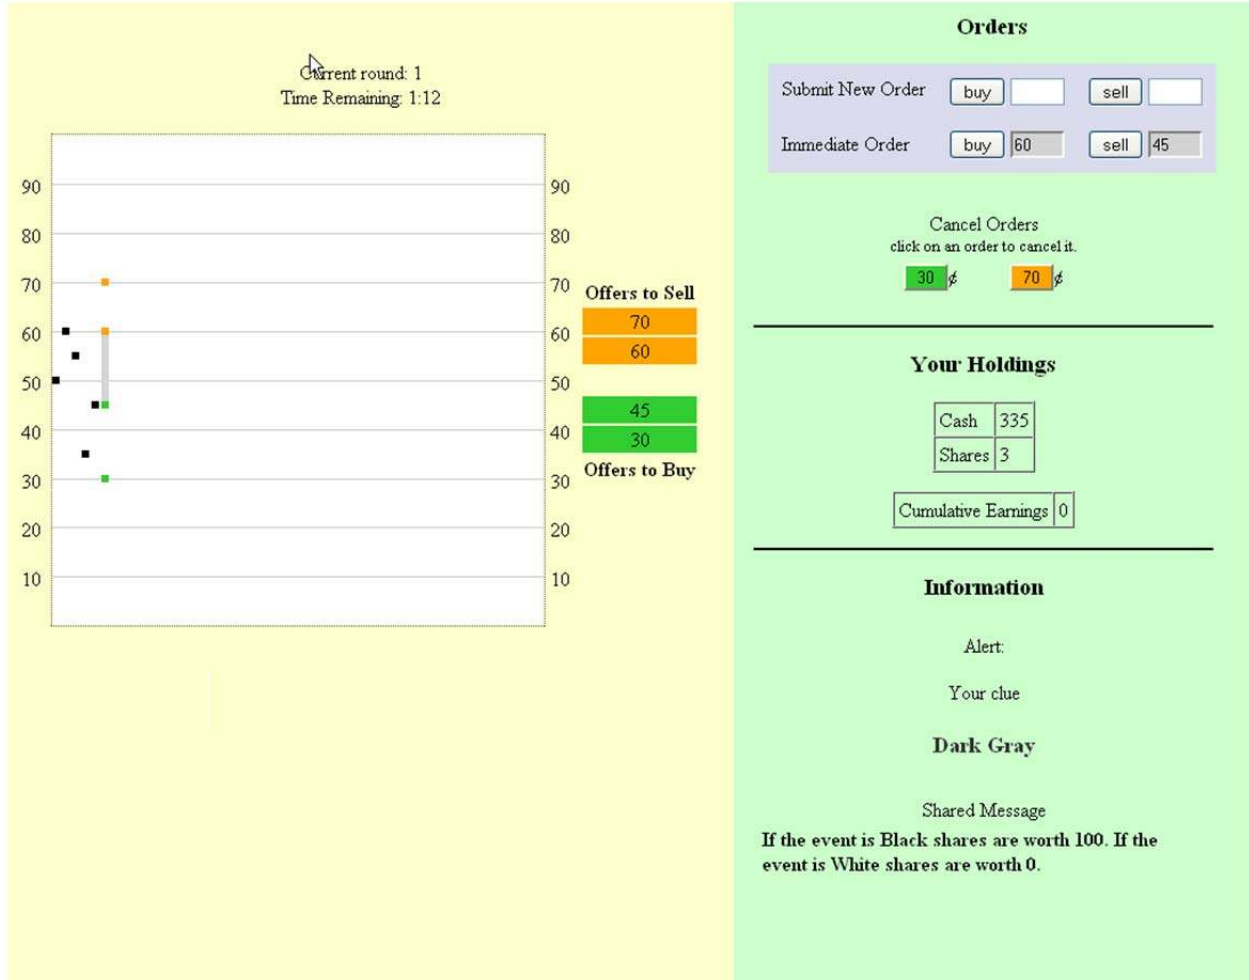 Current round: 1
Time Remaining: 1:12
90 90
80 80
70 70
60 60
50 50
40 40
30 30
20 20
10 10
Offers to Sell
70
60
45
30
Offers to Buy
Orders
Submit New Order buy sell
Immediate Order buy 60 sell 45
Cancel Orders
click on an order to cancel it.
30 ¢ 70 ¢
Your Holdings
Cash 335
Shares 3
Cumulative Earnings 0
Information
Alert:
Your clue
Dark Gray
Shared Message
If the event is Black shares are worth 100. If the
event is White shares are worth 0.